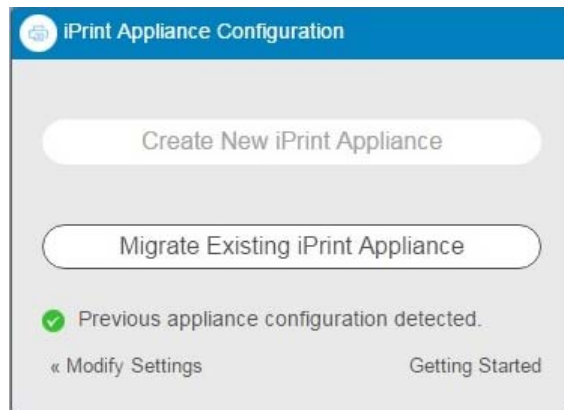 iPrint Appliance Configuration
Create New iPrint Appliance
Migrate Existing iPrint Appliance
Previous appliance configuration detected.
« Modify Settings
Getting Started